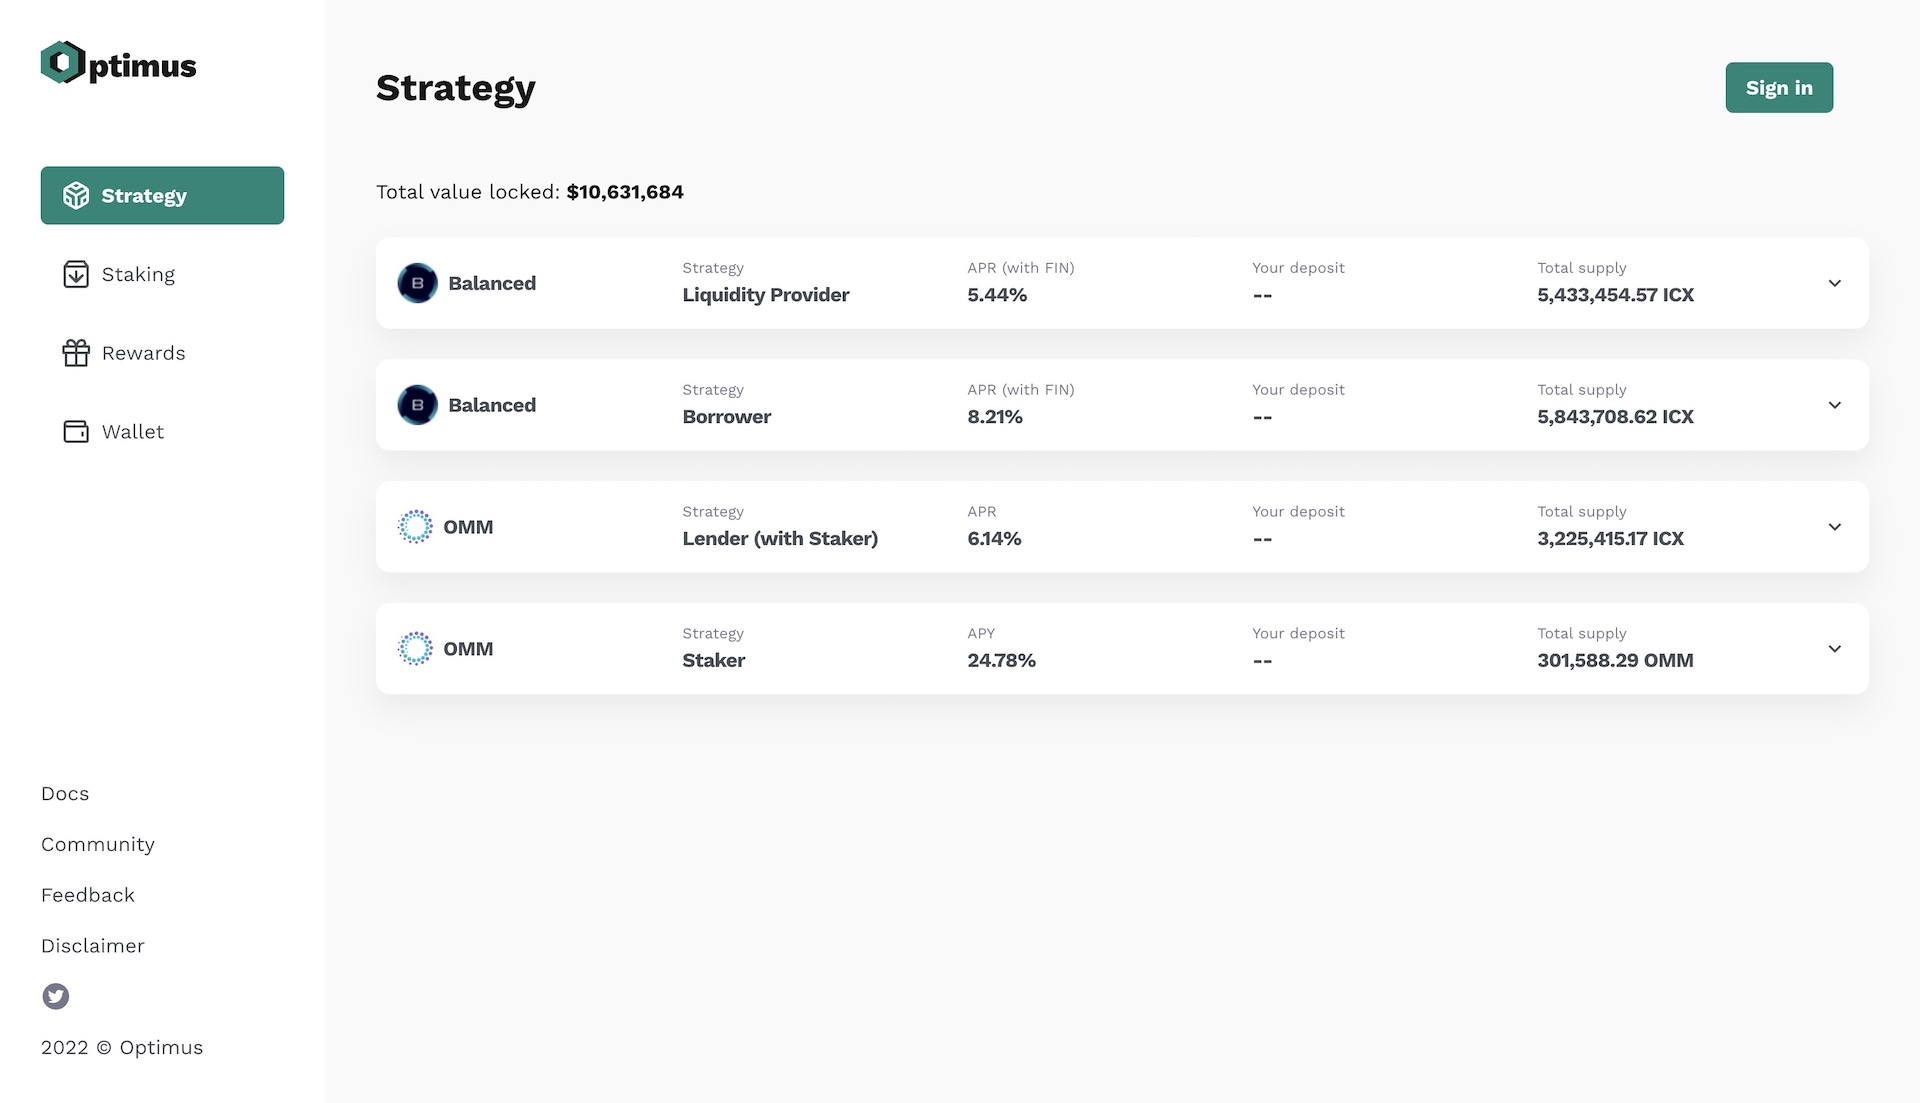 Optimus
Strategy
Staking
Rewards
Wallet
Docs
Community
Feedback
Disclaimer
2022 © Optimus
Strategy
Sign in
Total value locked: $10,631,684
B Balanced
Strategy
Liquidity Provider
APR (with FIN)
5.44%
Your deposit
--
Total supply
5,433,454.57 ICX
B Balanced
Strategy
Borrower
APR (with FIN)
8.21%
Your deposit
--
Total supply
5,843,708.62 ICX
OMM
Strategy
Lender (with Staker)
APR
6.14%
Your deposit
--
Total supply
3,225,415.17 ICX
OMM
Strategy
Staker
APY
24.78%
Your deposit
--
Total supply
301,588.29 OMM